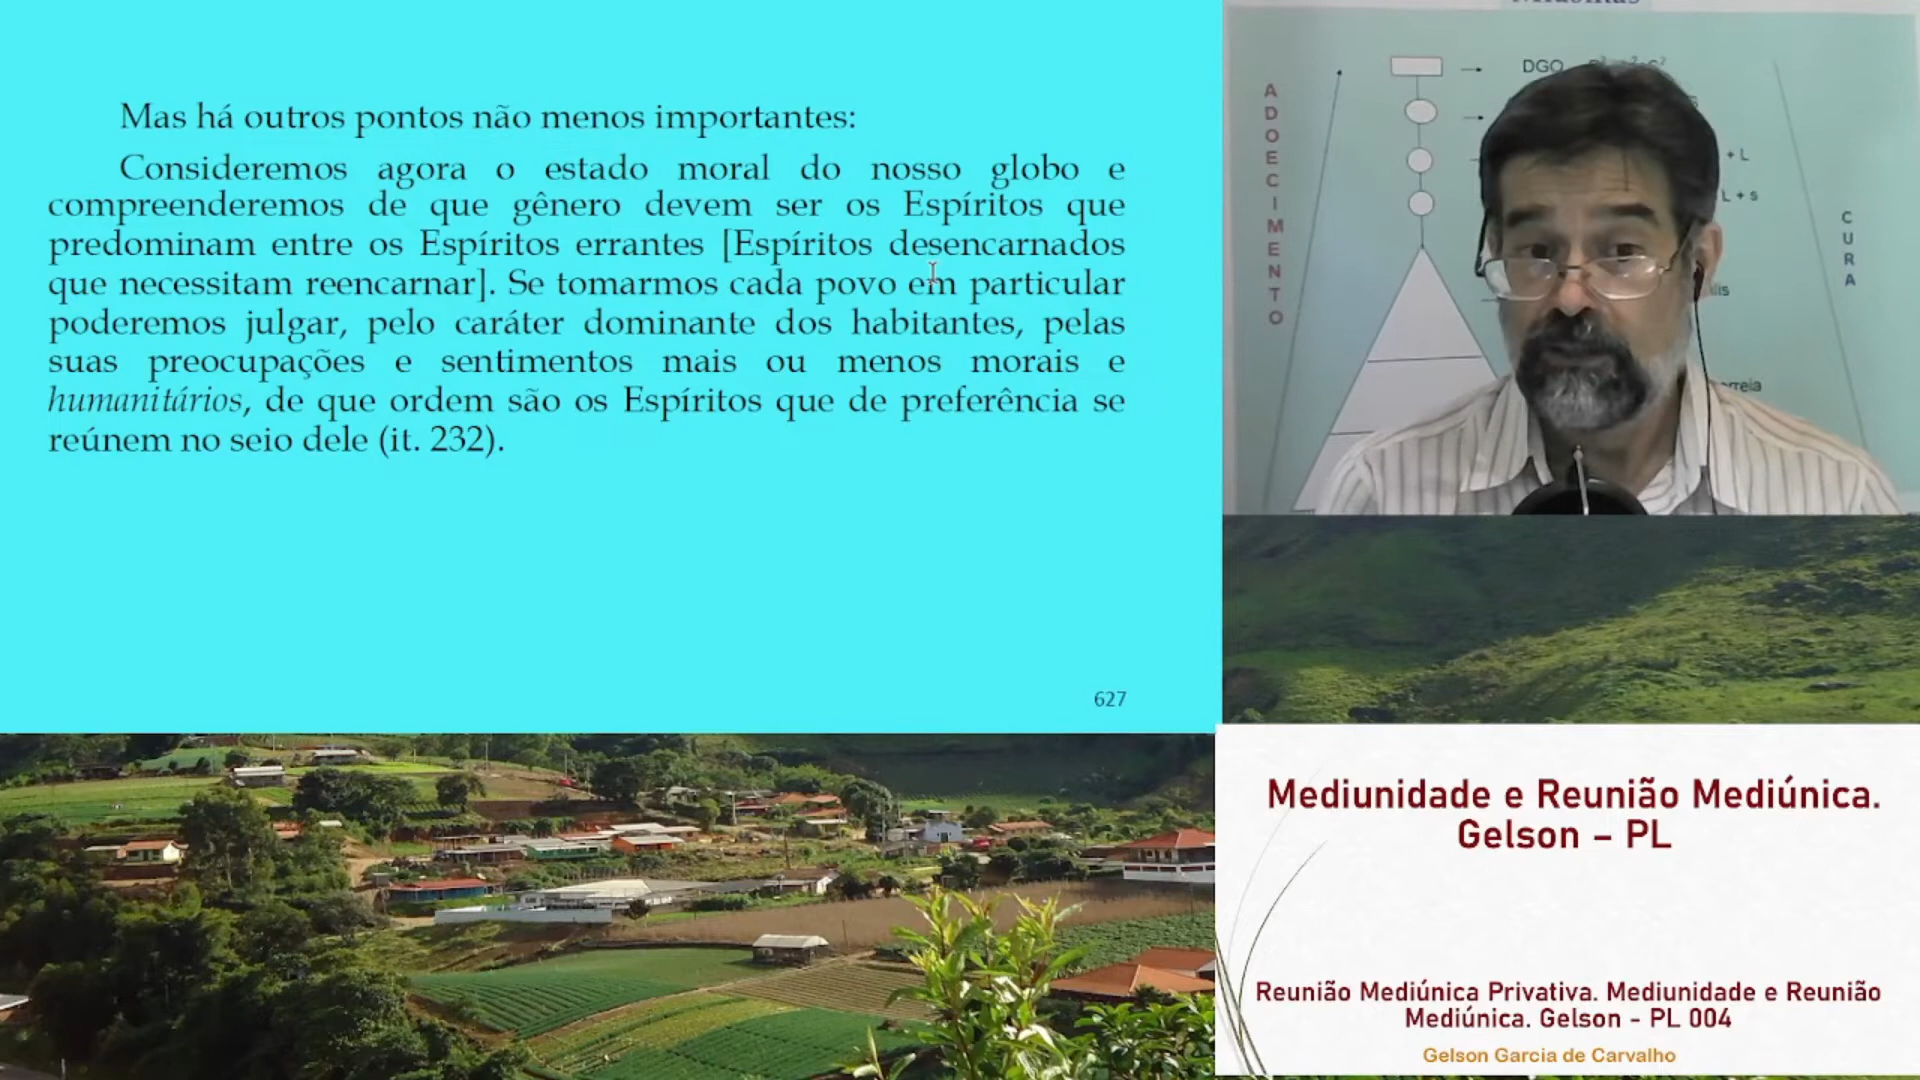 Mas há outros pontos não menos importantes:
Consideremos agora o estado moral do nosso globo e
compreenderemos de que gênero devem ser os Espíritos que
predominam entre os Espíritos errantes [Espíritos desencarnados
que necessitam reencarnar]. Se tomarmos cada povo em particular
poderemos julgar, pelo caráter dominante dos habitantes, pelas
suas preocupações e sentimentos mais ou menos morais e
humanitários, de que ordem são os Espíritos que de preferência se
reúnem no seio dele (it. 232).
627
ADOECIMENTO
DGO
+ L
L + s
CURA
Mediunidade e Reunião Mediúnica.
Gelson – PL
Reunião Mediúnica Privativa. Mediunidade e Reunião
Mediúnica. Gelson - PL 004
Gelson Garcia de Carvalho